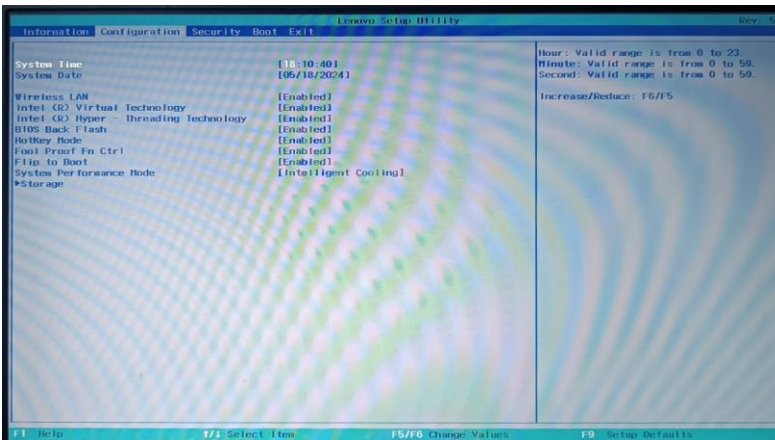 Lenovo Setup Utility
Rev. 5
Information Configuration Security Boot Exit
System Time [18:10:40]
System Date [05/18/2024]
Wireless LAN [Enabled]
Intel (R) Virtual Technology [Enabled]
Intel (R) Hyper - Threading Technology [Enabled]
BIOS Back Flash [Enabled]
HotKey Mode [Enabled]
Fool Proof Fn Ctrl [Enabled]
Flip to Boot [Enabled]
System Performance Mode [Intelligent Cooling]
▶Storage
Hour: Valid range is from 0 to 23.
Minute: Valid range is from 0 to 59.
Second: Valid range is from 0 to 59.
Increase/Reduce: F6/F5
F1 Help ↑/↓ Select Item F5/F6 Change Values F9 Setup Defaults